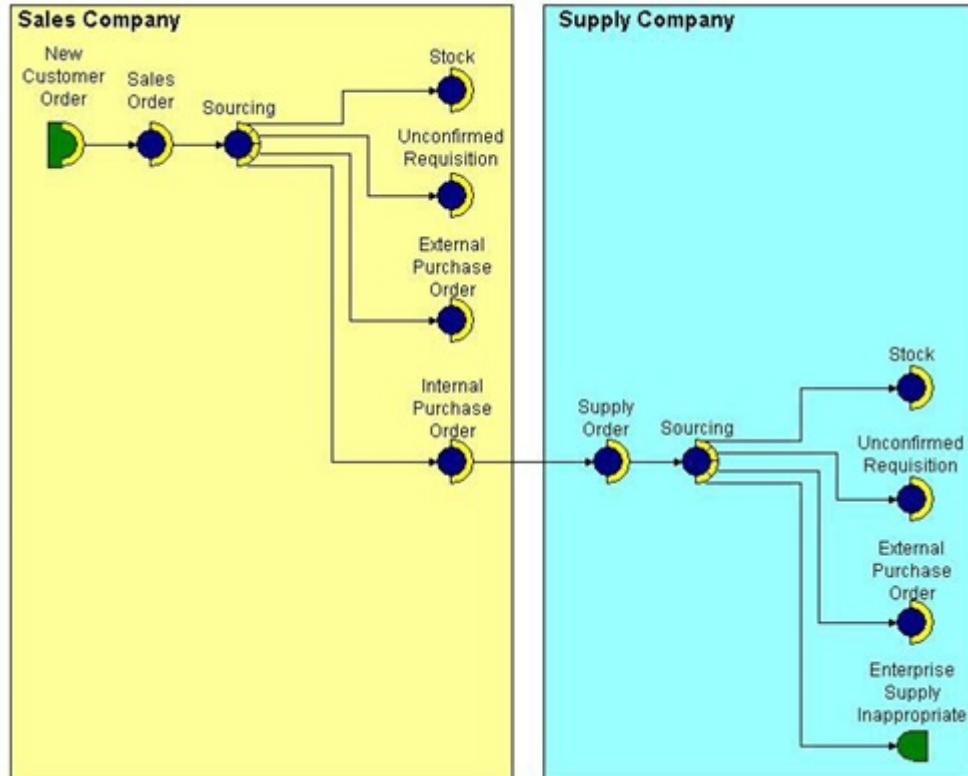 Sales Company
New
Customer
Order
Sales
Order
Sourcing
Stock
Unconfirmed
Requisition
External
Purchase
Order
Internal
Purchase
Order
Supply Company
Supply
Order
Sourcing
Stock
Unconfirmed
Requisition
External
Purchase
Order
Enterprise
Supply
Inappropriate